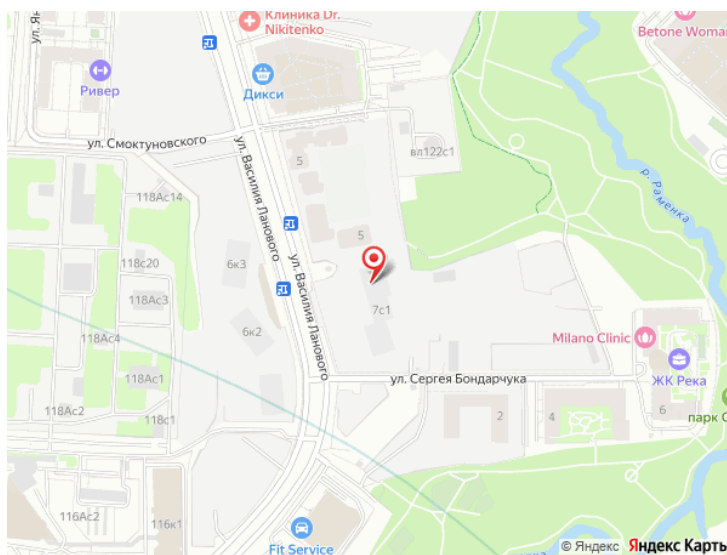 Клиника Dr.
Nikitenko
Betone Woman
ул. Ян
Ривер
Дикси
ул. Смоктуновского
вл122с1
5
118Ас14
ул. Василия Ланового
р. Раменка
5
118с20
6к3
ул. Василия Ланового
118Ас3
7с1
118Ас4
6к2
Milano Clinic
ЖК Река
118Ас1
ул. Сергея Бондарчука
118Ас2
118с1
2
4
6
парк С
116Ас2
116к1
Fit Service
© Яндекс Яндекс Карты